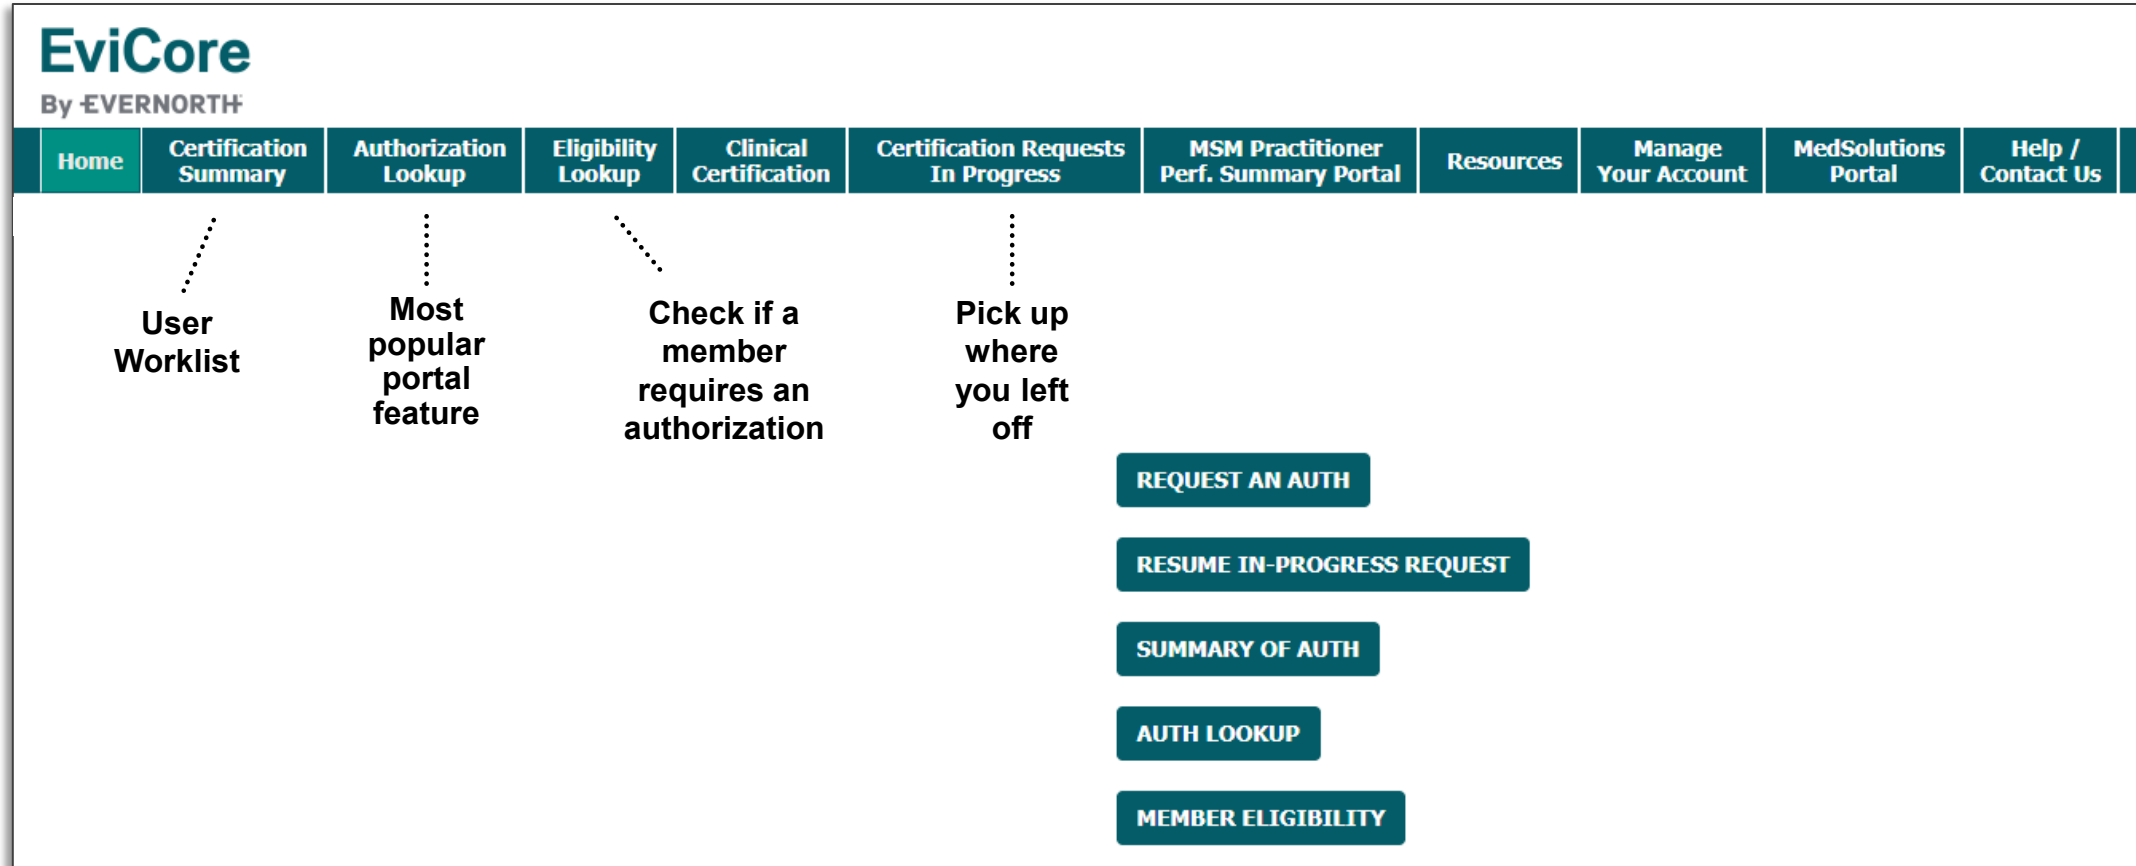 EviCore
By EVERNORTH
Home
Certification
Summary
Authorization
Lookup
Eligibility
Lookup
Clinical
Certification
Certification Requests
In Progress
MSM Practitioner
Perf. Summary Portal
Resources
Manage
Your Account
MedSolutions
Portal
Help /
Contact Us
User
Worklist
Most
popular
portal
feature
Check if a
member
requires an
authorization
Pick up
where
you left
off
REQUEST AN AUTH
RESUME IN-PROGRESS REQUEST
SUMMARY OF AUTH
AUTH LOOKUP
MEMBER ELIGIBILITY